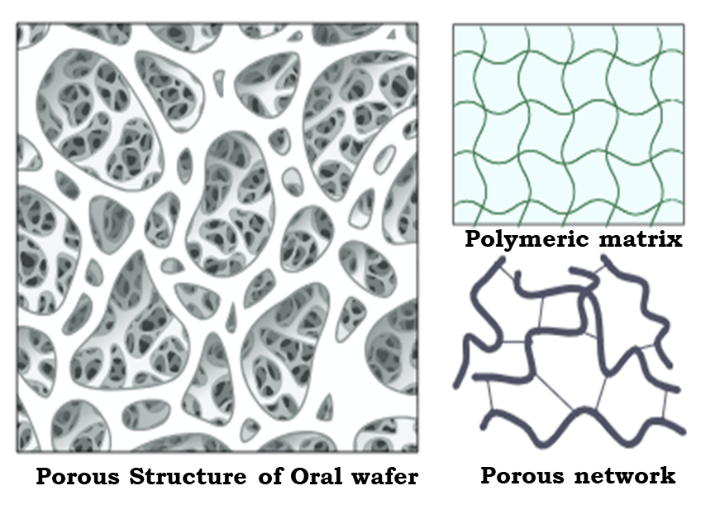 Polymeric matrix
Porous Structure of Oral wafer
Porous network